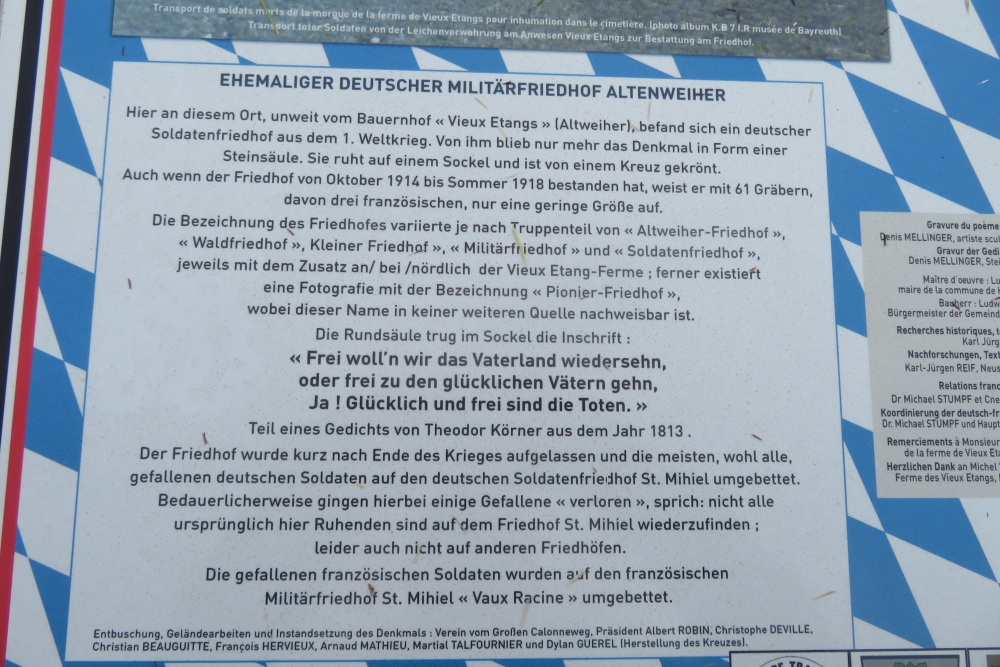 Transport de soldats morts de la morgue de la ferme de Vieux Etangs pour inhumation dans le cimetière. (photo album K.B 7 I.R musée de Bayreuth)
Transport toter Soldaten von der Leichenverwahrung am Anwesen Vieux Etangs zur Bestattung am Friedhof.
EHEMALIGER DEUTSCHER MILITÄRFRIEDHOF ALTENWEIHER
Hier an diesem Ort, unweit vom Bauernhof « Vieux Etangs » (Altweiher), befand sich ein deutscher
Soldatenfriedhof aus dem 1. Weltkrieg. Von ihm blieb nur mehr das Denkmal in Form einer
Steinsäule. Sie ruht auf einem Sockel und ist von einem Kreuz gekrönt.
Auch wenn der Friedhof von Oktober 1914 bis Sommer 1918 bestanden hat, weist er mit 61 Gräbern,
davon drei französischen, nur eine geringe Größe auf.
Die Bezeichnung des Friedhofes variierte je nach Truppenteil von « Altweiher-Friedhof »,
« Waldfriedhof », Kleiner Friedhof », « Militärfriedhof » und « Soldatenfriedhof »,
jeweils mit dem Zusatz an/ bei /nördlich der Vieux Etang-Ferme ; ferner existiert
eine Fotografie mit der Bezeichnung « Pionier-Friedhof »,
wobei dieser Name in keiner weiteren Quelle nachweisbar ist.
Die Rundsäule trug im Sockel die Inschrift :
« Frei woll'n wir das Vaterland wiedersehn,
oder frei zu den glücklichen Vätern gehn,
Ja ! Glücklich und frei sind die Toten. »
Teil eines Gedichts von Theodor Körner aus dem Jahr 1813 .
Der Friedhof wurde kurz nach Ende des Krieges aufgelassen und die meisten, wohl alle,
gefallenen deutschen Soldaten auf den deutschen Soldatenfriedhof St. Mihiel umgebettet.
Bedauerlicherweise gingen hierbei einige Gefallene « verloren », sprich: nicht alle
ursprünglich hier Ruhenden sind auf dem Friedhof St. Mihiel wiederzufinden ;
leider auch nicht auf anderen Friedhöfen.
Die gefallenen französischen Soldaten wurden auf den französischen
Militärfriedhof St. Mihiel « Vaux Racine » umgebettet.
Entbuschung, Geländearbeiten und Instandsetzung des Denkmals : Verein vom Großen Calonneweg, Präsident Albert ROBIN, Christophe DEVILLE,
Christian BEAUGUITTE, François HERVIEUX, Arnaud MATHIEU, Martial TALFOURNIER und Dylan GUEREL (Herstellung des Kreuzes).
Gravure du poème
Denis MELLINGER, artiste
Gravur der
Denis MELLINGER,
Maître d'oeuvre :
maire de la commune de
Bauherr :
Bürgermeister der
Recherches historiques,
Karl
Nachforschungen,
Karl-Jürgen REIF,
Relations
Dr Michael STUMPF et
Koordinierung der
Dr. Michael STUMPF und
Remerciements à Monsieur
de la ferme de Vieux
Herzlichen Dank an Michel
Ferme des Vieux Etangs,